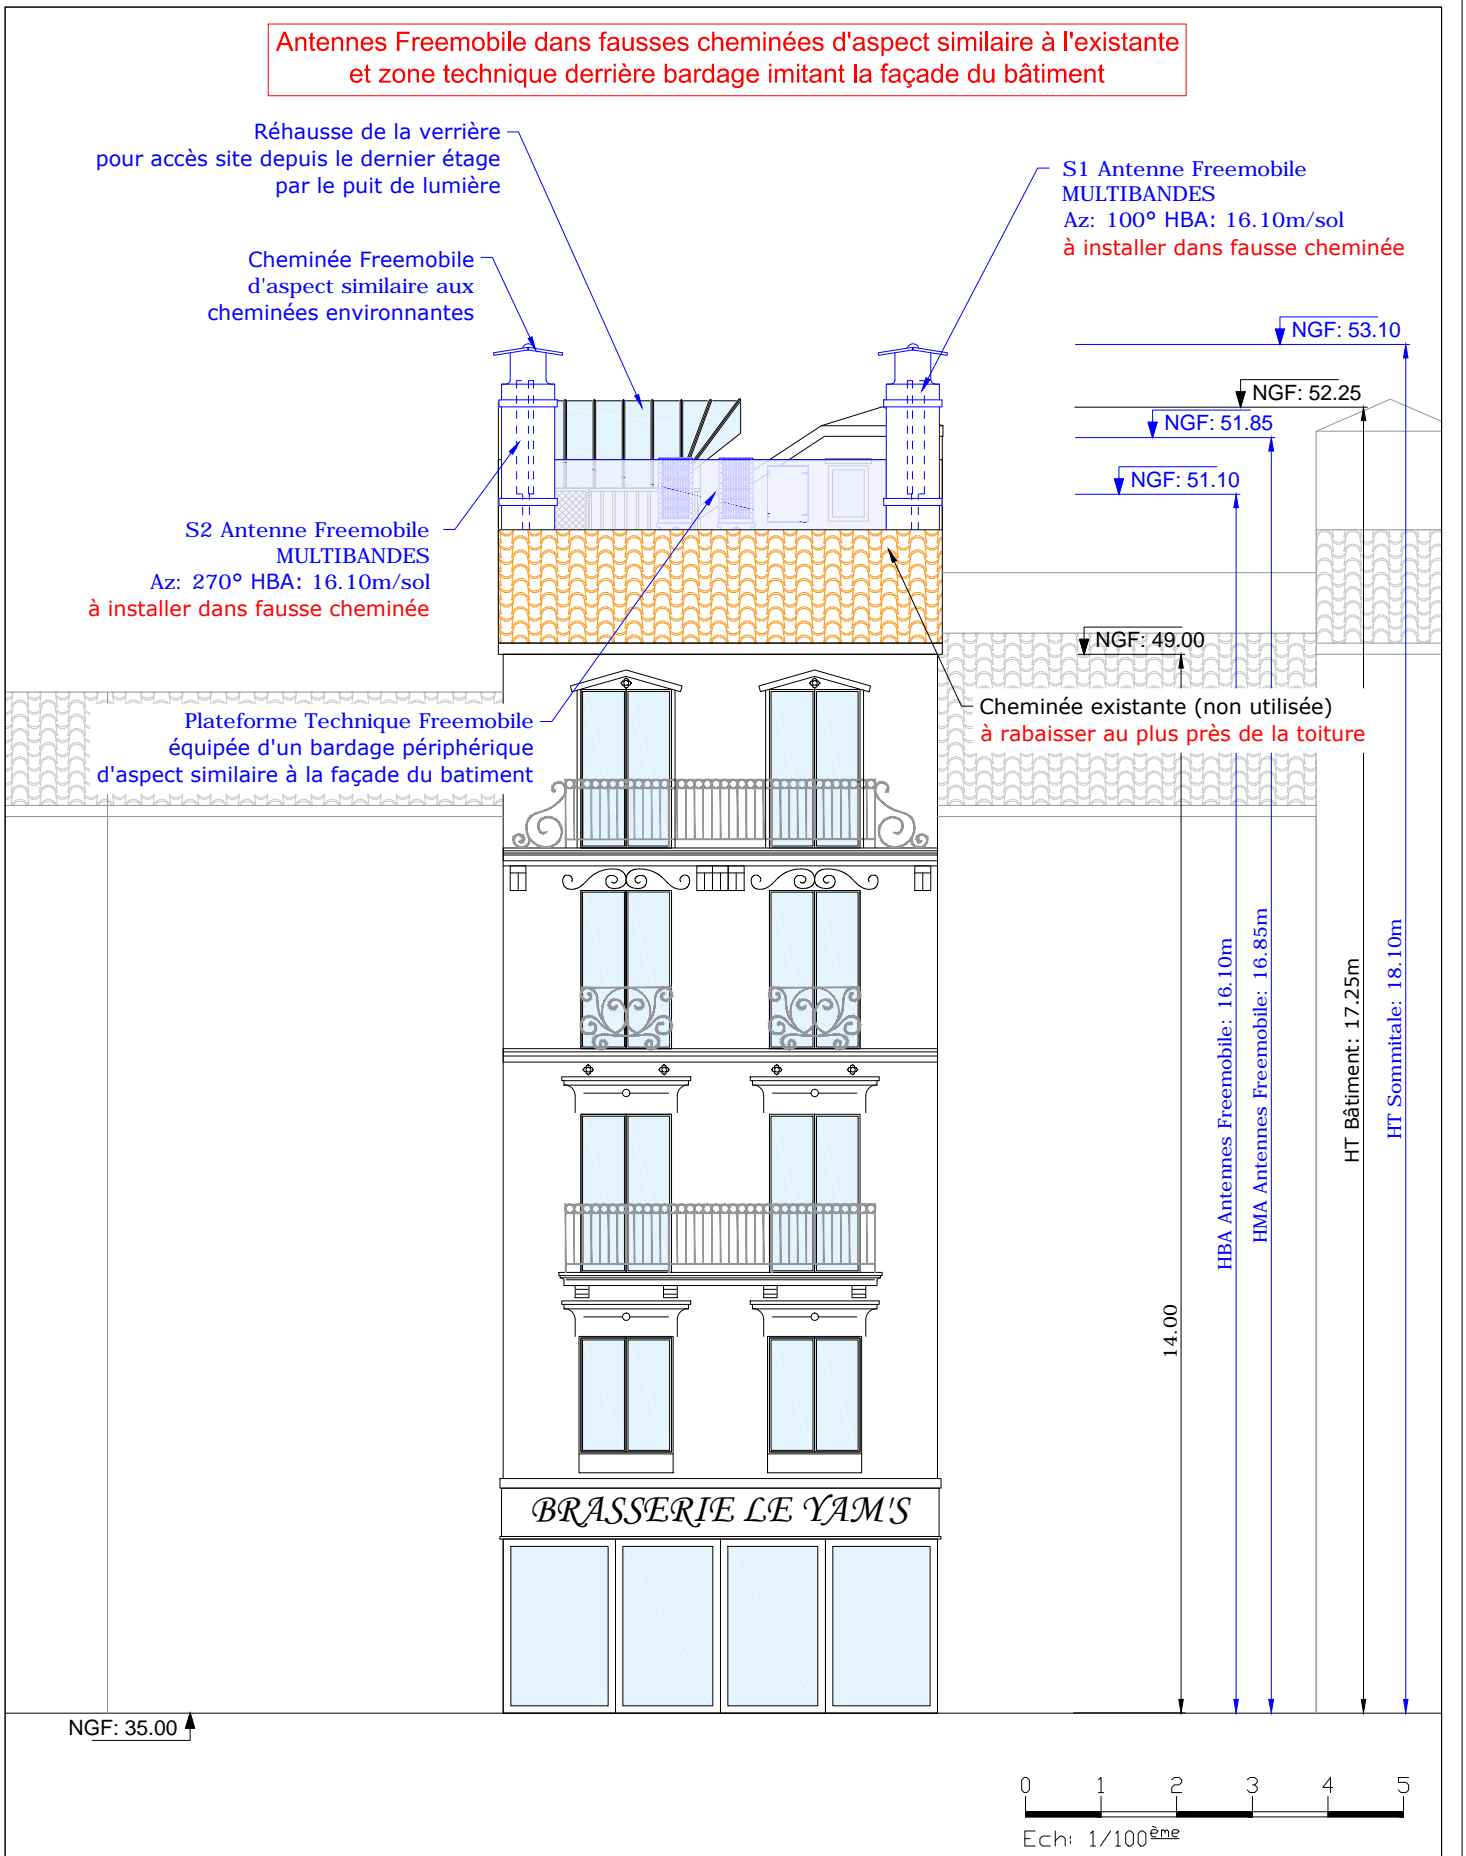 Antennes Freemobile dans fausses cheminées d'aspect similaire à l'existante
et zone technique derrière bardage imitant la façade du bâtiment
Réhausse de la verrière
pour accès site depuis le dernier étage
par le puit de lumière
S1 Antenne Freemobile
MULTIBANDES
Az: 100° HBA: 16.10m/sol
à installer dans fausse cheminée
Cheminée Freemobile
d'aspect similaire aux
cheminées environnantes
NGF: 53.10
NGF: 52.25
NGF: 51.85
NGF: 51.10
S2 Antenne Freemobile
MULTIBANDES
Az: 270° HBA: 16.10m/sol
à installer dans fausse cheminée
NGF: 49.00
Cheminée existante (non utilisée)
à rabaisser au plus près de la toiture
Plateforme Technique Freemobile
équipée d'un bardage périphérique
d'aspect similaire à la façade du batiment
HBA Antennes Freemobile: 16.10m
HMA Antennes Freemobile: 16.85m
HT Bâtiment: 17.25m
HT Sommitale: 18.10m
14.00
BRASSERIE LE YAM'S
NGF: 35.00
0 1 2 3 4 5
Ech: 1/100ème